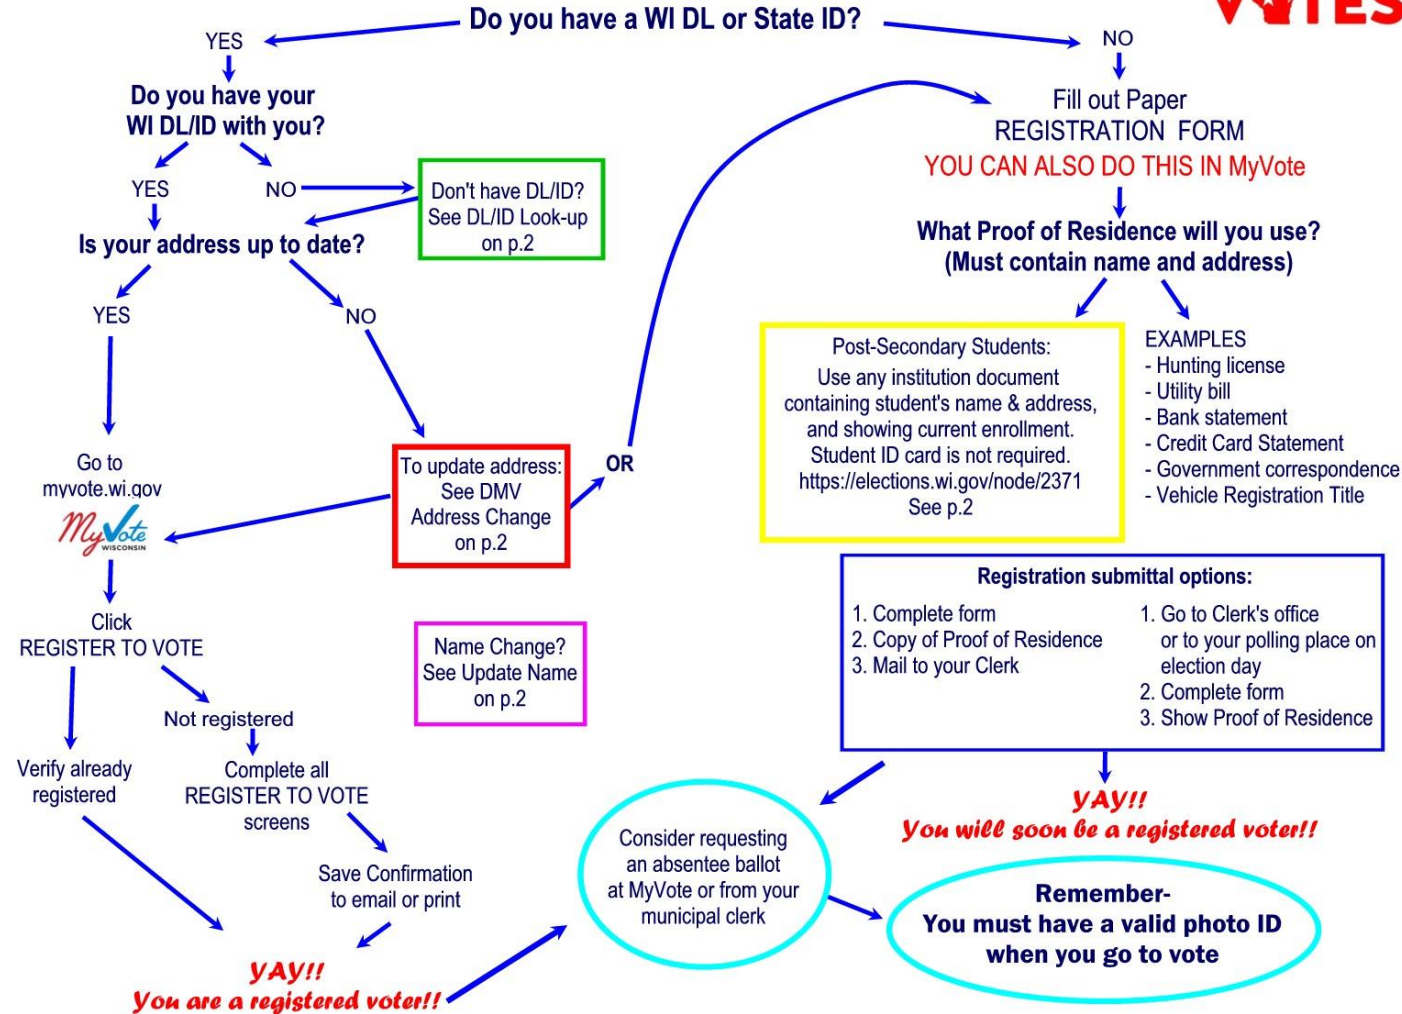 VOTES
Do you have a WI DL or State ID?
YES
NO
Do you have your
WI DL/ID with you?
YES
NO
Don't have DL/ID?
See DL/ID Look-up
on p.2
Is your address up to date?
YES
NO
Go to
myvote.wi.gov
MyVote
WISCONSIN
To update address:
See DMV
Address Change
on p.2
OR
Click
REGISTER TO VOTE
Name Change?
See Update Name
on p.2
Not registered
Verify already
registered
Complete all
REGISTER TO VOTE
screens
Save Confirmation
to email or print
YAY!!
You are a registered voter!!
Fill out Paper
REGISTRATION FORM
YOU CAN ALSO DO THIS IN MyVote
What Proof of Residence will you use?
(Must contain name and address)
Post-Secondary Students:
Use any institution document
containing student's name & address,
and showing current enrollment.
Student ID card is not required.
https://elections.wi.gov/node/2371
See p.2
EXAMPLES
- Hunting license
- Utility bill
- Bank statement
- Credit Card Statement
- Government correspondence
- Vehicle Registration Title
Registration submittal options:
1. Complete form
2. Copy of Proof of Residence
3. Mail to your Clerk
1. Go to Clerk's office
or to your polling place on
election day
2. Complete form
3. Show Proof of Residence
YAY!!
You will soon be a registered voter!!
Consider requesting
an absentee ballot
at MyVote or from your
municipal clerk
Remember-
You must have a valid photo ID
when you go to vote